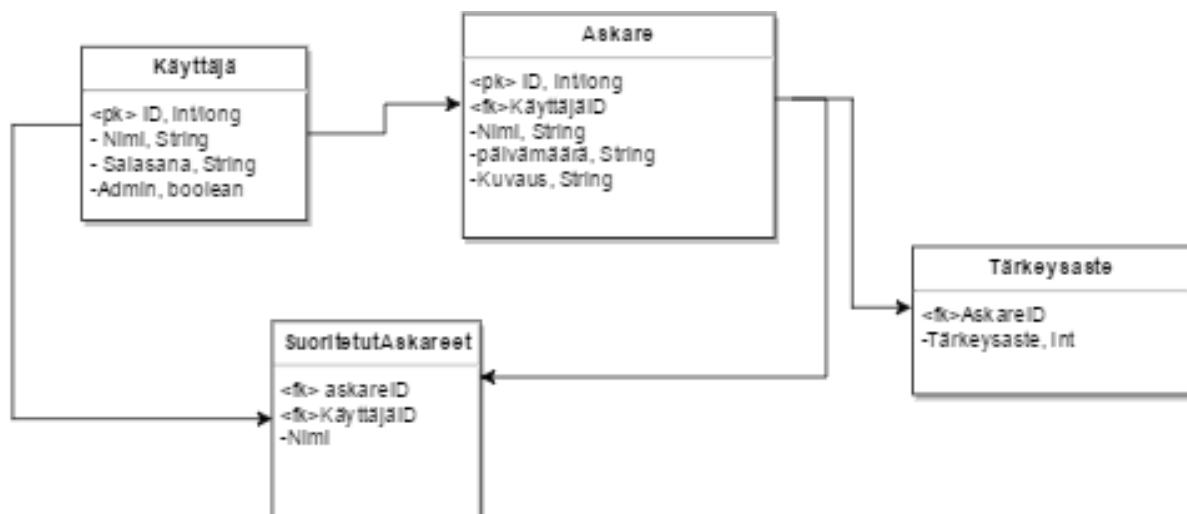 Käyttäjä
<pk> ID, Int/long
- Nimi, String
- Salasana, String
-Admin, boolean
Askare
<pk> ID, Int/long
<fk>KäyttäjäID
-Nimi, String
-päivämäärä, String
-Kuvaus, String
Tärkeysaste
<fk>AskareID
-Tärkeysaste, Int
SuoritetutAskareet
<fk> askareID
<fk>KäyttäjäID
-Nimi